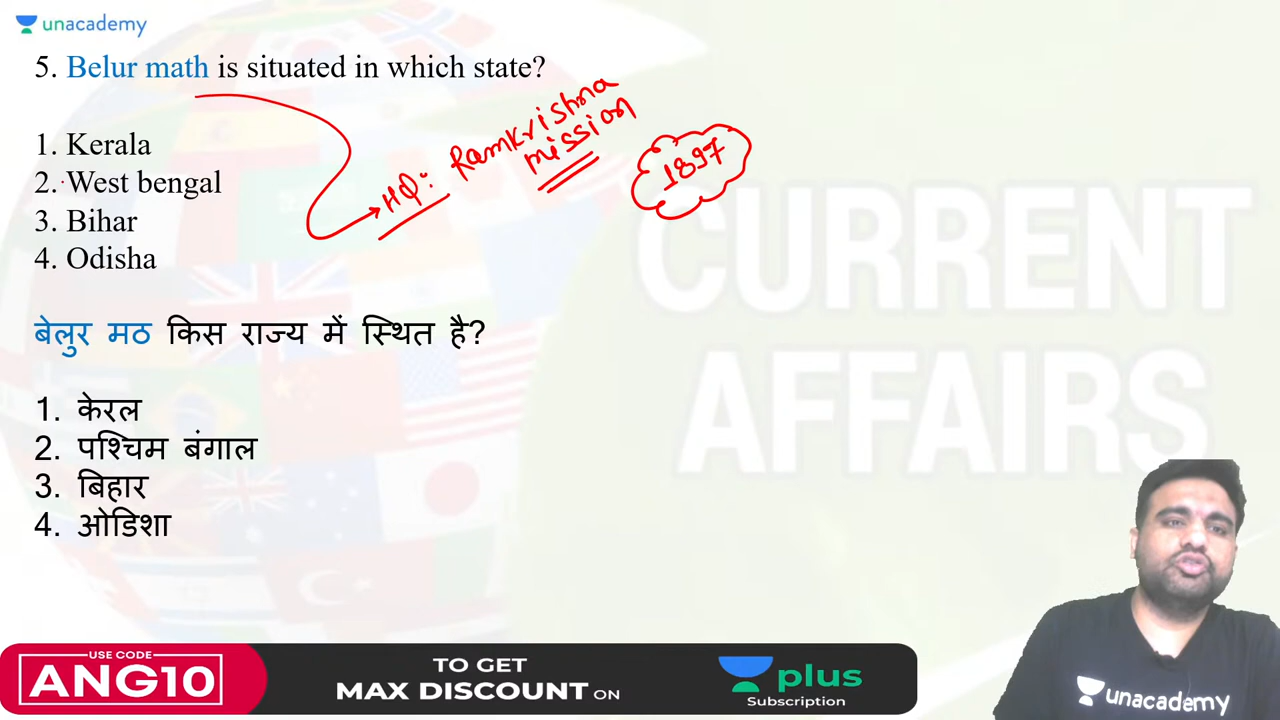 unacademy
5. Belur math is situated in which state?
1. Kerala
2. West bengal
3. Bihar
4. Odisha
HQ: Ramkrishna
mission
1897
बेलुर मठ किस राज्य में स्थित है?
1. केरल
2. पश्चिम बंगाल
3. बिहार
4. ओडिशा
CURRENT
AFFAIRS
unacademy
USE CODE
ANG10
TO GET
MAX DISCOUNT ON
plus
Subscription